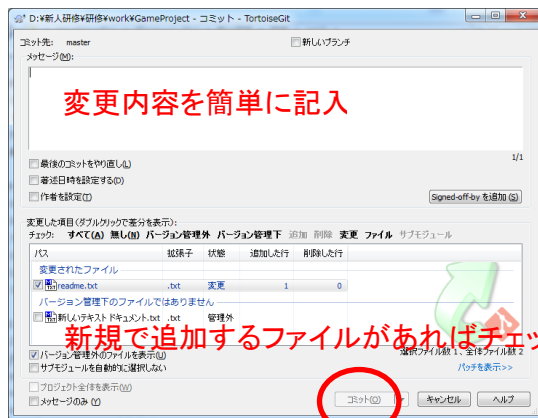 D:¥新人研修¥研修¥work¥GameProject - コミット - TortoiseGit
コミット先: master 新しいブランチ
メッセージ(M):
変更内容を簡単に記入
1/1
最後のコミットをやり直し(L)
著述日時を設定する(D)
作者を設定(T) Signed-off-by を追加(S)
変更した項目(ダブルクリックで差分を表示):
チェック: すべて(A) 無し(N) バージョン管理外 バージョン管理下 追加 削除 変更 ファイル サブモジュール
パス 拡張子 状態 追加した行 削除した行
変更されたファイル
readme.txt .txt 変更 1 0
バージョン管理下のファイルではありません
新しいテキスト ドキュメント.txt .txt 管理外
新規で追加するファイルがあればチェッ
バージョン管理外のファイルを表示(U) 選択ファイル数 1、全体ファイル数 2
サブモジュールを自動的に選択しない パッチを表示>>
プロジェクト全体を表示(W)
メッセージのみ(Y) コミット(O) キャンセル ヘルプ